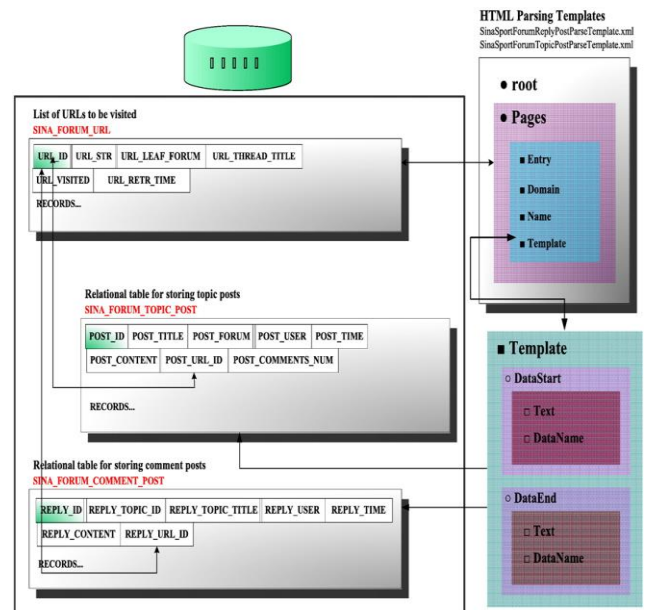 HTML Parsing Templates
SinaSportForumReplyPostParseTemplate.xml
SinaSportForumTopicPostParseTemplate.xml
root
Pages
Entry
Domain
Name
Template
Template
DataStart
Text
DataName
DataEnd
Text
DataName
List of URLs to be visited
SINA_FORUM_URL
URL_ID URL_STR URL_LEAF_FORUM URL_THREAD_TITLE
URL_VISITED URL_RETR_TIME
RECORDS...
Relational table for storing topic posts
SINA_FORUM_TOPIC_POST
POST_ID POST_TITLE POST_FORUM POST_USER POST_TIME
POST_CONTENT POST_URL_ID POST_COMMENTS_NUM
RECORDS...
Relational table for storing comment posts
SINA_FORUM_COMMENT_POST
REPLY_ID REPLY_TOPIC_ID REPLY_TOPIC_TITLE REPLY_USER REPLY_TIME
REPLY_CONTENT REPLY_URL_ID
RECORDS...